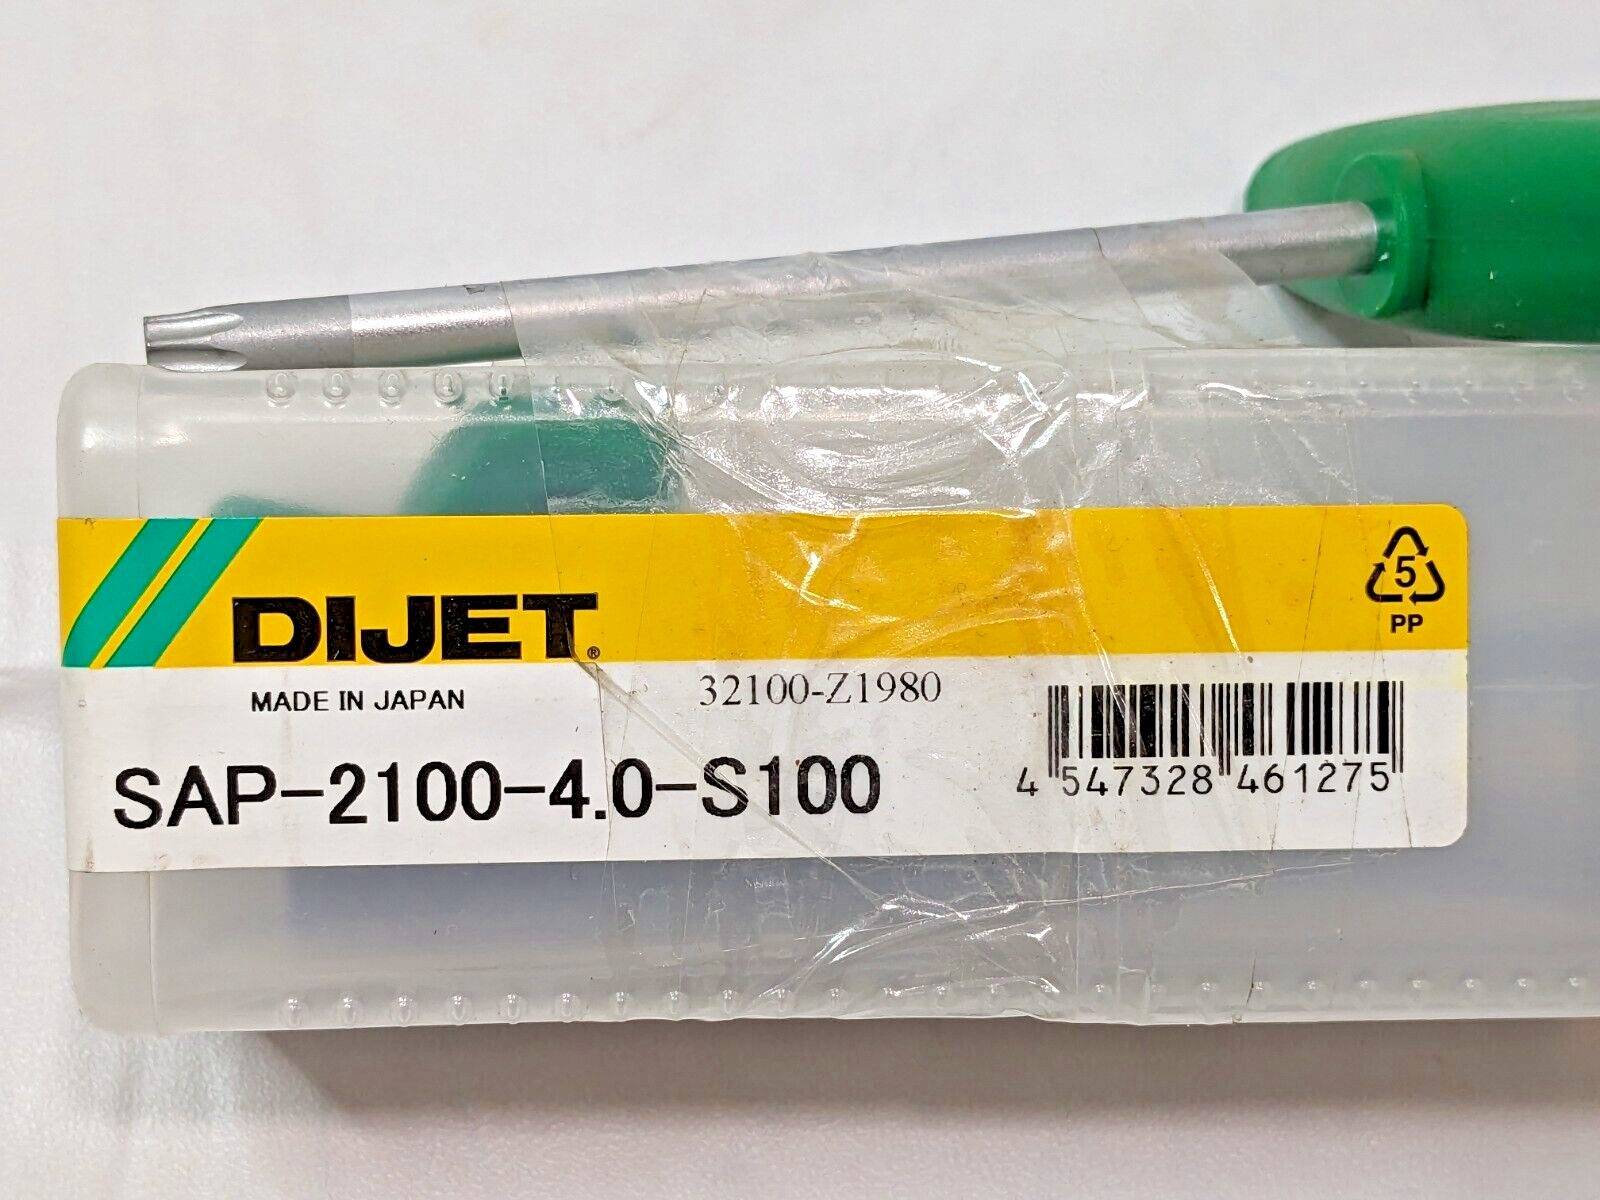 DIJET®
5
PP
MADE IN JAPAN
32100-Z1980
SAP-2100-4.0-S100
4 547328 461275